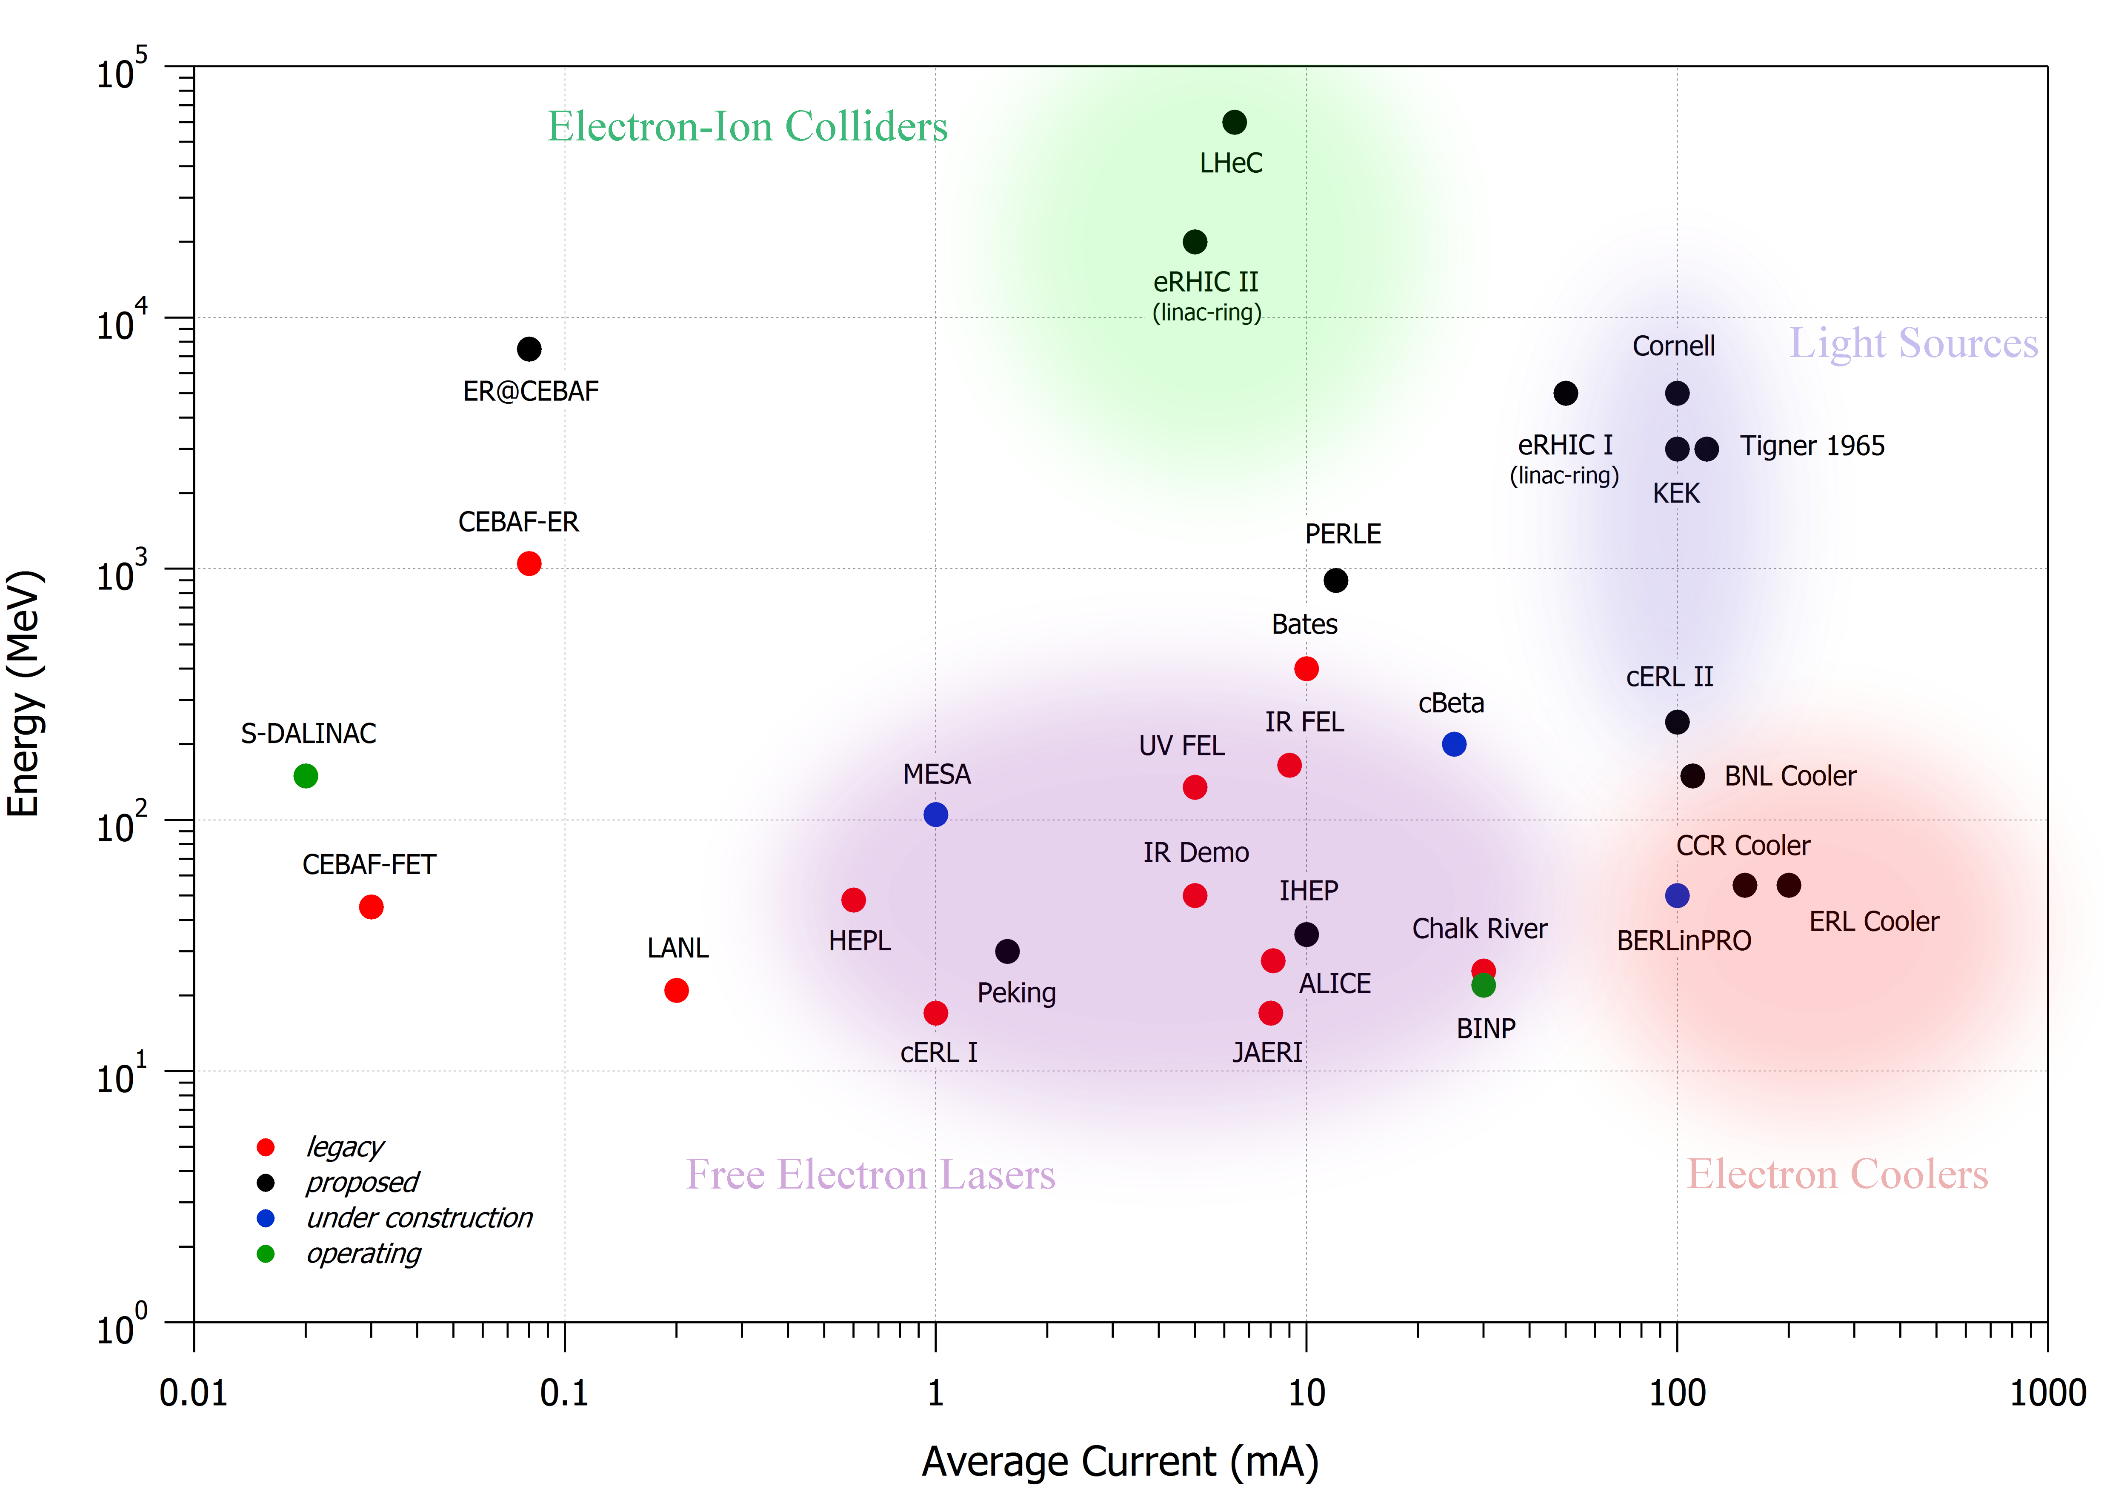 10^5
Electron-Ion Colliders
LHeC
eRHIC II
(linac-ring)
10^4
Light Sources
Cornell
ER@CEBAF
eRHIC I
(linac-ring)
Tigner 1965
KEK
CEBAF-ER
PERLE
10^3
Bates
cERL II
cBeta
IR FEL
S-DALINAC
UV FEL
MESA
BNL Cooler
10^2
CEBAF-FET
IR Demo
CCR Cooler
IHEP
ERL Cooler
Chalk River
LANL
HEPL
BERLinPRO
Peking
ALICE
BINP
cERL I
JAERI
10^1
legacy
proposed
under construction
operating
Free Electron Lasers
Electron Coolers
10^0
0.01
0.1
1
10
100
1000
Average Current (mA)
Energy (MeV)